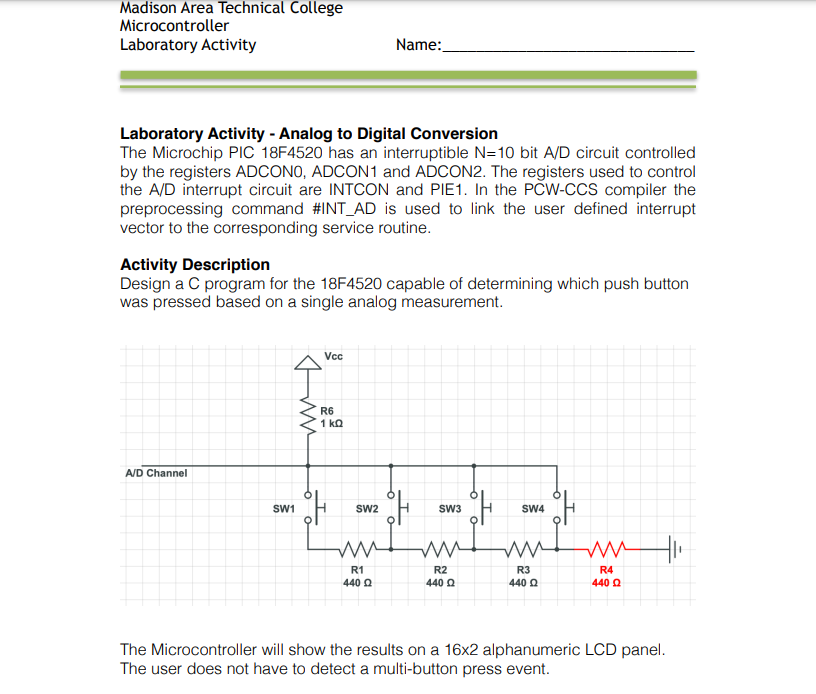 Madison Area Technical College
Microcontroller
Laboratory Activity Name:
Laboratory Activity - Analog to Digital Conversion
The Microchip PIC 18F4520 has an interruptible N=10 bit A/D circuit controlled
by the registers ADCON0, ADCON1 and ADCON2. The registers used to control
the A/D interrupt circuit are INTCON and PIE1. In the PCW-CCS compiler the
preprocessing command #INT_AD is used to link the user defined interrupt
vector to the corresponding service routine.
Activity Description
Design a C program for the 18F4520 capable of determining which push button
was pressed based on a single analog measurement.
Vcc
R6
1 kΩ
A/D Channel
SW1 SW2 SW3 SW4
R1 R2 R3 R4
440 Ω 440 Ω 440 Ω 440 Ω
The Microcontroller will show the results on a 16x2 alphanumeric LCD panel.
The user does not have to detect a multi-button press event.